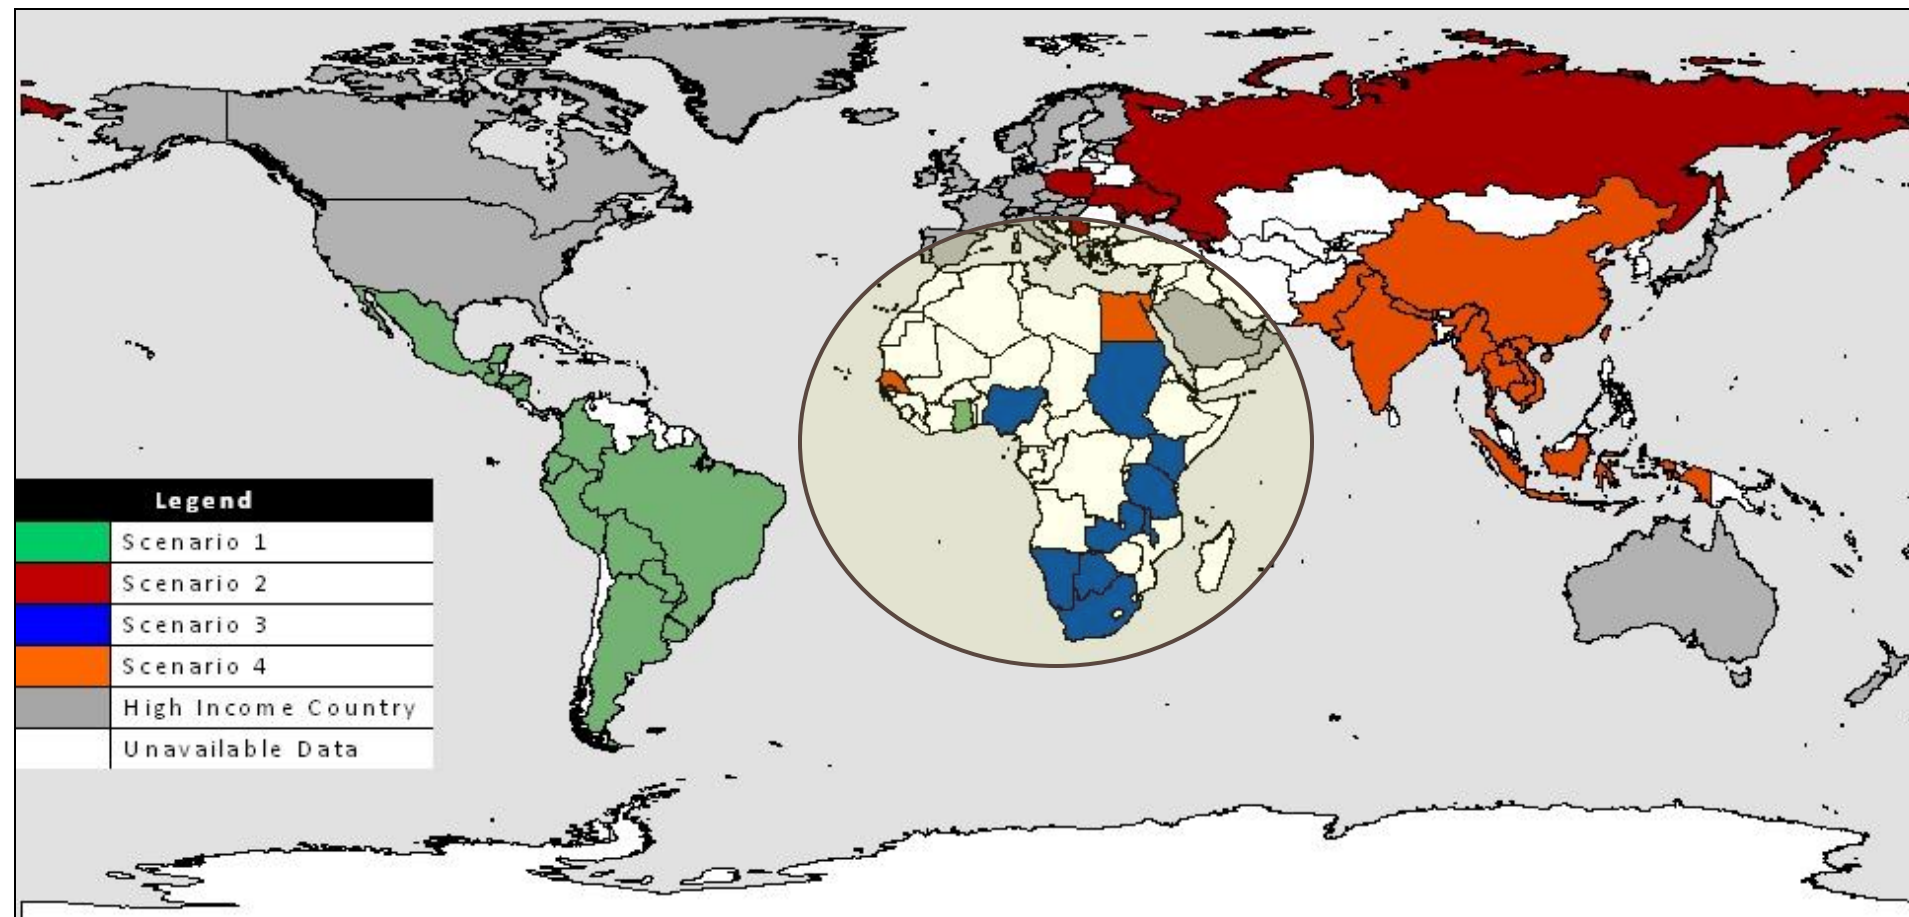 Legend
Scenario 1
Scenario 2
Scenario 3
Scenario 4
High Income Country
Unavailable Data